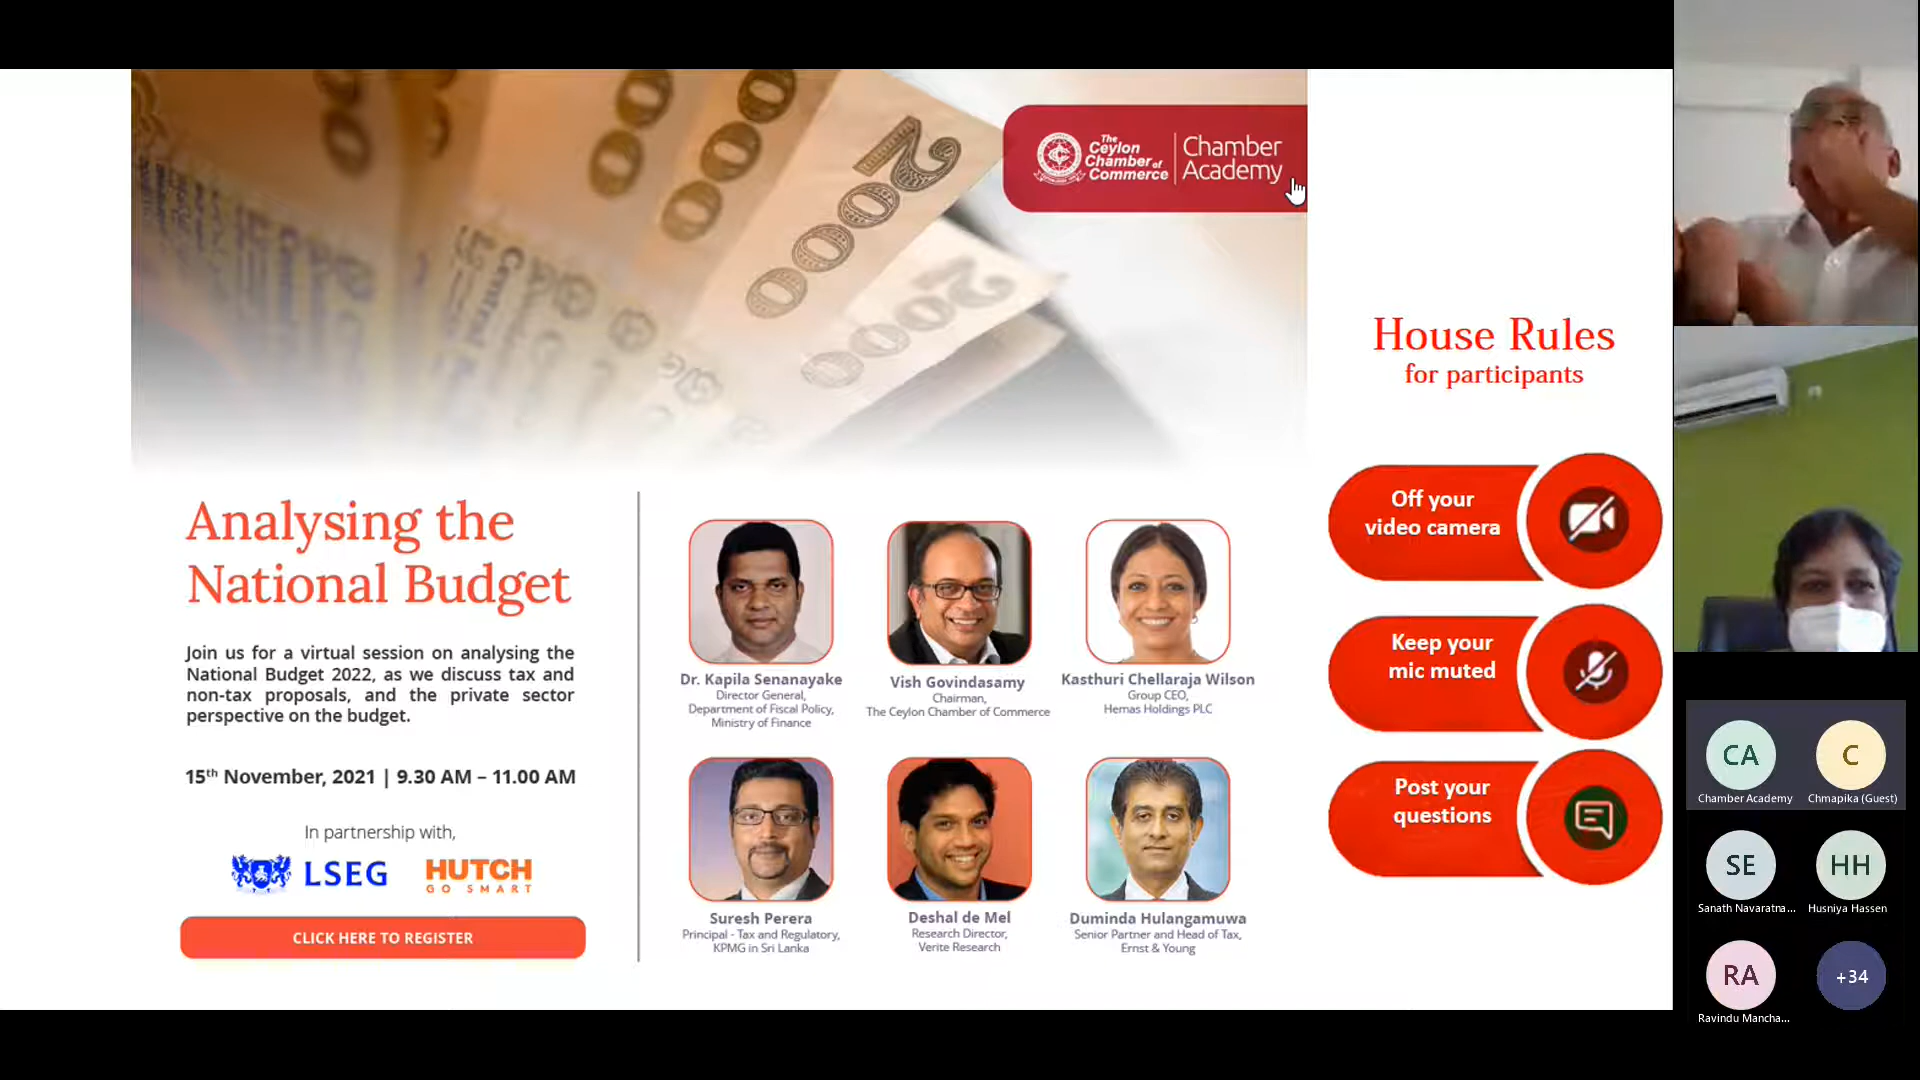 2000
2000
The
Ceylon
Chamber of
Commerce
Chamber
Academy
House Rules
for participants
Off your
video camera
Keep your
mic muted
Post your
questions
Analysing the
National Budget
Join us for a virtual session on analysing the
National Budget 2022, as we discuss tax and
non-tax proposals, and the private sector
perspective on the budget.
15th November, 2021 | 9.30 AM – 11.00 AM
In partnership with,
LSEG
HUTCH
GO SMART
CLICK HERE TO REGISTER
Dr. Kapila Senanayake
Director General,
Department of Fiscal Policy,
Ministry of Finance
Vish Govindasamy
Chairman,
The Ceylon Chamber of Commerce
Kasthuri Chellaraja Wilson
Group CEO,
Hemas Holdings PLC
Suresh Perera
Principal - Tax and Regulatory,
KPMG in Sri Lanka
Deshal de Mel
Research Director,
Verite Research
Duminda Hulangamuwa
Senior Partner and Head of Tax,
Ernst & Young
CA
Chamber Academy
C
Chmapika (Guest)
SE
Sanath Navaratna...
HH
Husniya Hassen
RA
Ravindu Mancha...
+34